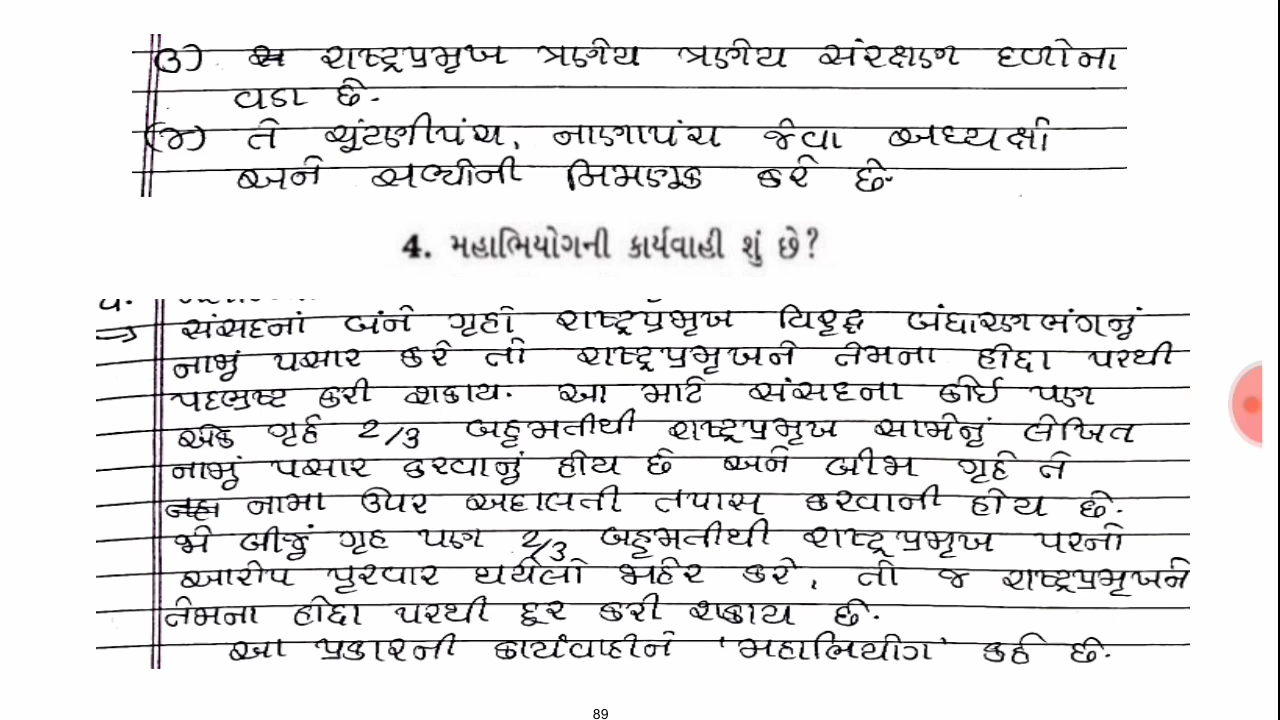 (૩) રાષ્ટ્રપ્રમુખ ત્રણેય ત્રણેય સંરક્ષણ દળોના
વડા છે.
(૪) તે ચૂંટણીપંચ, નાણાપંચ જેવા અધ્યક્ષો
અને સભ્યોની નિમણૂક કરે છે.
4. મહાભિયોગની કાર્યવાહી શું છે?
→ સંસદનાં બંને ગૃહો રાષ્ટ્રપ્રમુખ વિરુદ્ધ બંધારણભંગનું
નામું પસાર કરે તો રાષ્ટ્રપ્રમુખને તેમના હોદ્દા પરથી
પદભ્રષ્ટ કરી શકાય. આ માટે સંસદના કોઈ પણ
એક ગૃહે 2/3 બહુમતીથી રાષ્ટ્રપ્રમુખ સામેનું લેખિત
નામું પસાર કરવાનું હોય છે અને બીજા ગૃહે તે
નામા ઉપર અદાલતી તપાસ કરવાની હોય છે.
જો બીજું ગૃહ પણ 2/3 બહુમતીથી રાષ્ટ્રપ્રમુખ પરનો
આરોપ પુરવાર થયેલો જાહેર કરે, તો જ રાષ્ટ્રપ્રમુખને
તેમના હોદ્દા પરથી દૂર કરી શકાય છે.
આ પ્રકારની કાર્યવાહીને 'મહાભિયોગ' કહે છે.
89